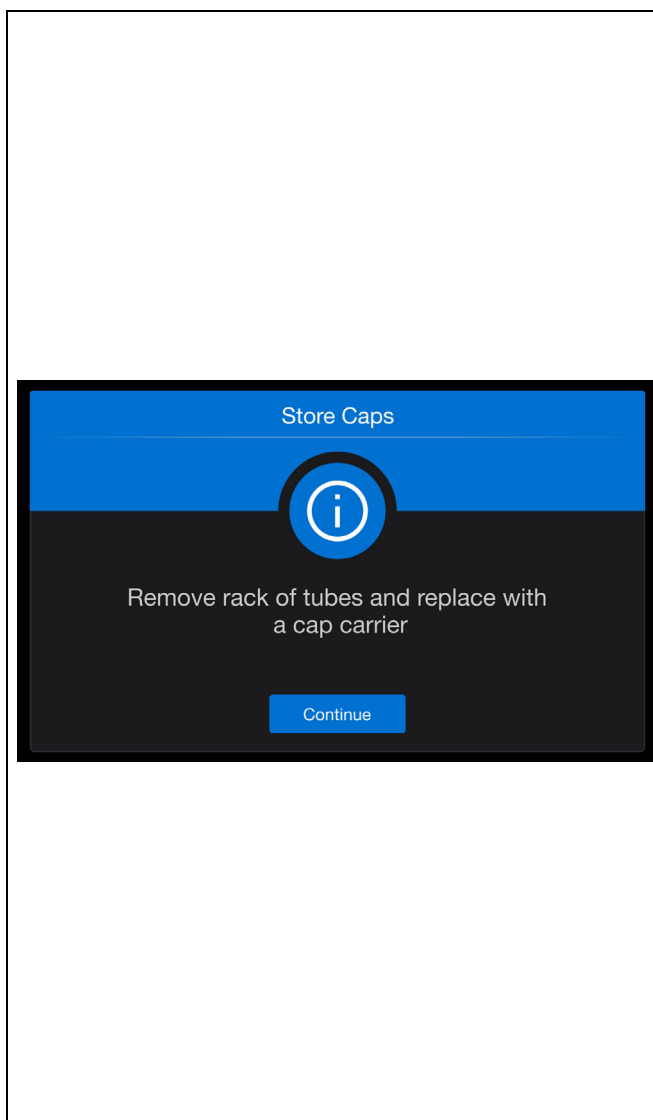 Store Caps
Remove rack of tubes and replace with
a cap carrier
Continue